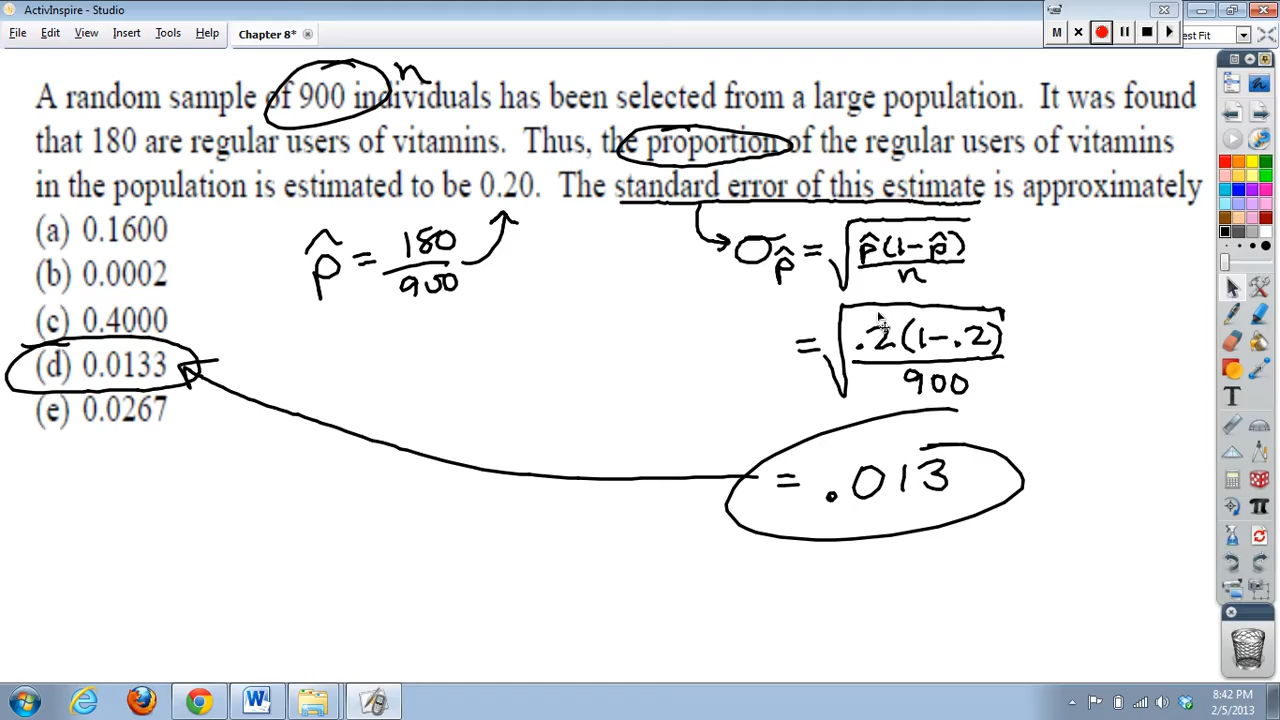 ActivInspire - Studio
File Edit View Insert Tools Help Chapter 8*
M
est Fit
n
A random sample of 900 individuals has been selected from a large population. It was found
that 180 are regular users of vitamins. Thus, the proportion of the regular users of vitamins
in the population is estimated to be 0.20. The standard error of this estimate is approximately
(a) 0.1600
(b) 0.0002
(c) 0.4000
(d) 0.0133
(e) 0.0267
p̂ = 180/900
σp̂ = √(p̂(1-p̂)/n)
= √(.2(1-.2)/900)
= .013̅
T
8:42 PM
2/5/2013